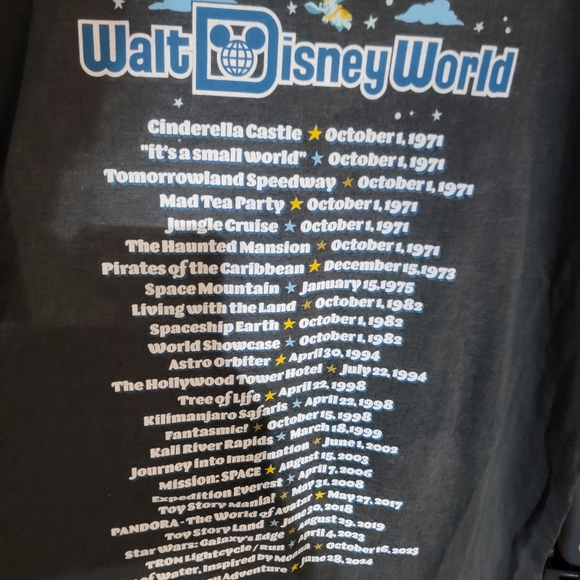 Walt Disney World
Cinderella Castle ★ October 1, 1971
"it's a small world" ★ October 1, 1971
Tomorrowland Speedway ★ October 1, 1971
Mad Tea Party ★ October 1, 1971
Jungle Cruise ★ October 1, 1971
The Haunted Mansion ★ October 1, 1971
Pirates of the Caribbean ★ December 15, 1973
Space Mountain ★ January 15, 1975
Living with the Land ★ October 1, 1982
Spaceship Earth ★ October 1, 1982
World Showcase ★ October 1, 1982
Astro Orbiter ★ April 30, 1994
The Hollywood Tower Hotel ★ July 22, 1994
Tree of Life ★ April 22, 1998
Kilimanjaro Safaris ★ April 22, 1998
Fantasmic! ★ October 15, 1998
Kali River Rapids ★ March 18, 1999
Journey into Imagination ★ June 1, 2002
Mission: SPACE ★ August 15, 2003
Expedition Everest ★ April 7, 2006
Toy Story Mania! ★ May 31, 2008
PANDORA - The World of Avatar ★ May 27, 2017
Toy Story Land ★ June 30, 2018
Star Wars: Galaxy's Edge ★ August 29, 2019
TRON Lightcycle / Run ★ April 4, 2023
of Water, Inspired by Moana ★ October 16, 2023
Adventure ★ June 28, 2024